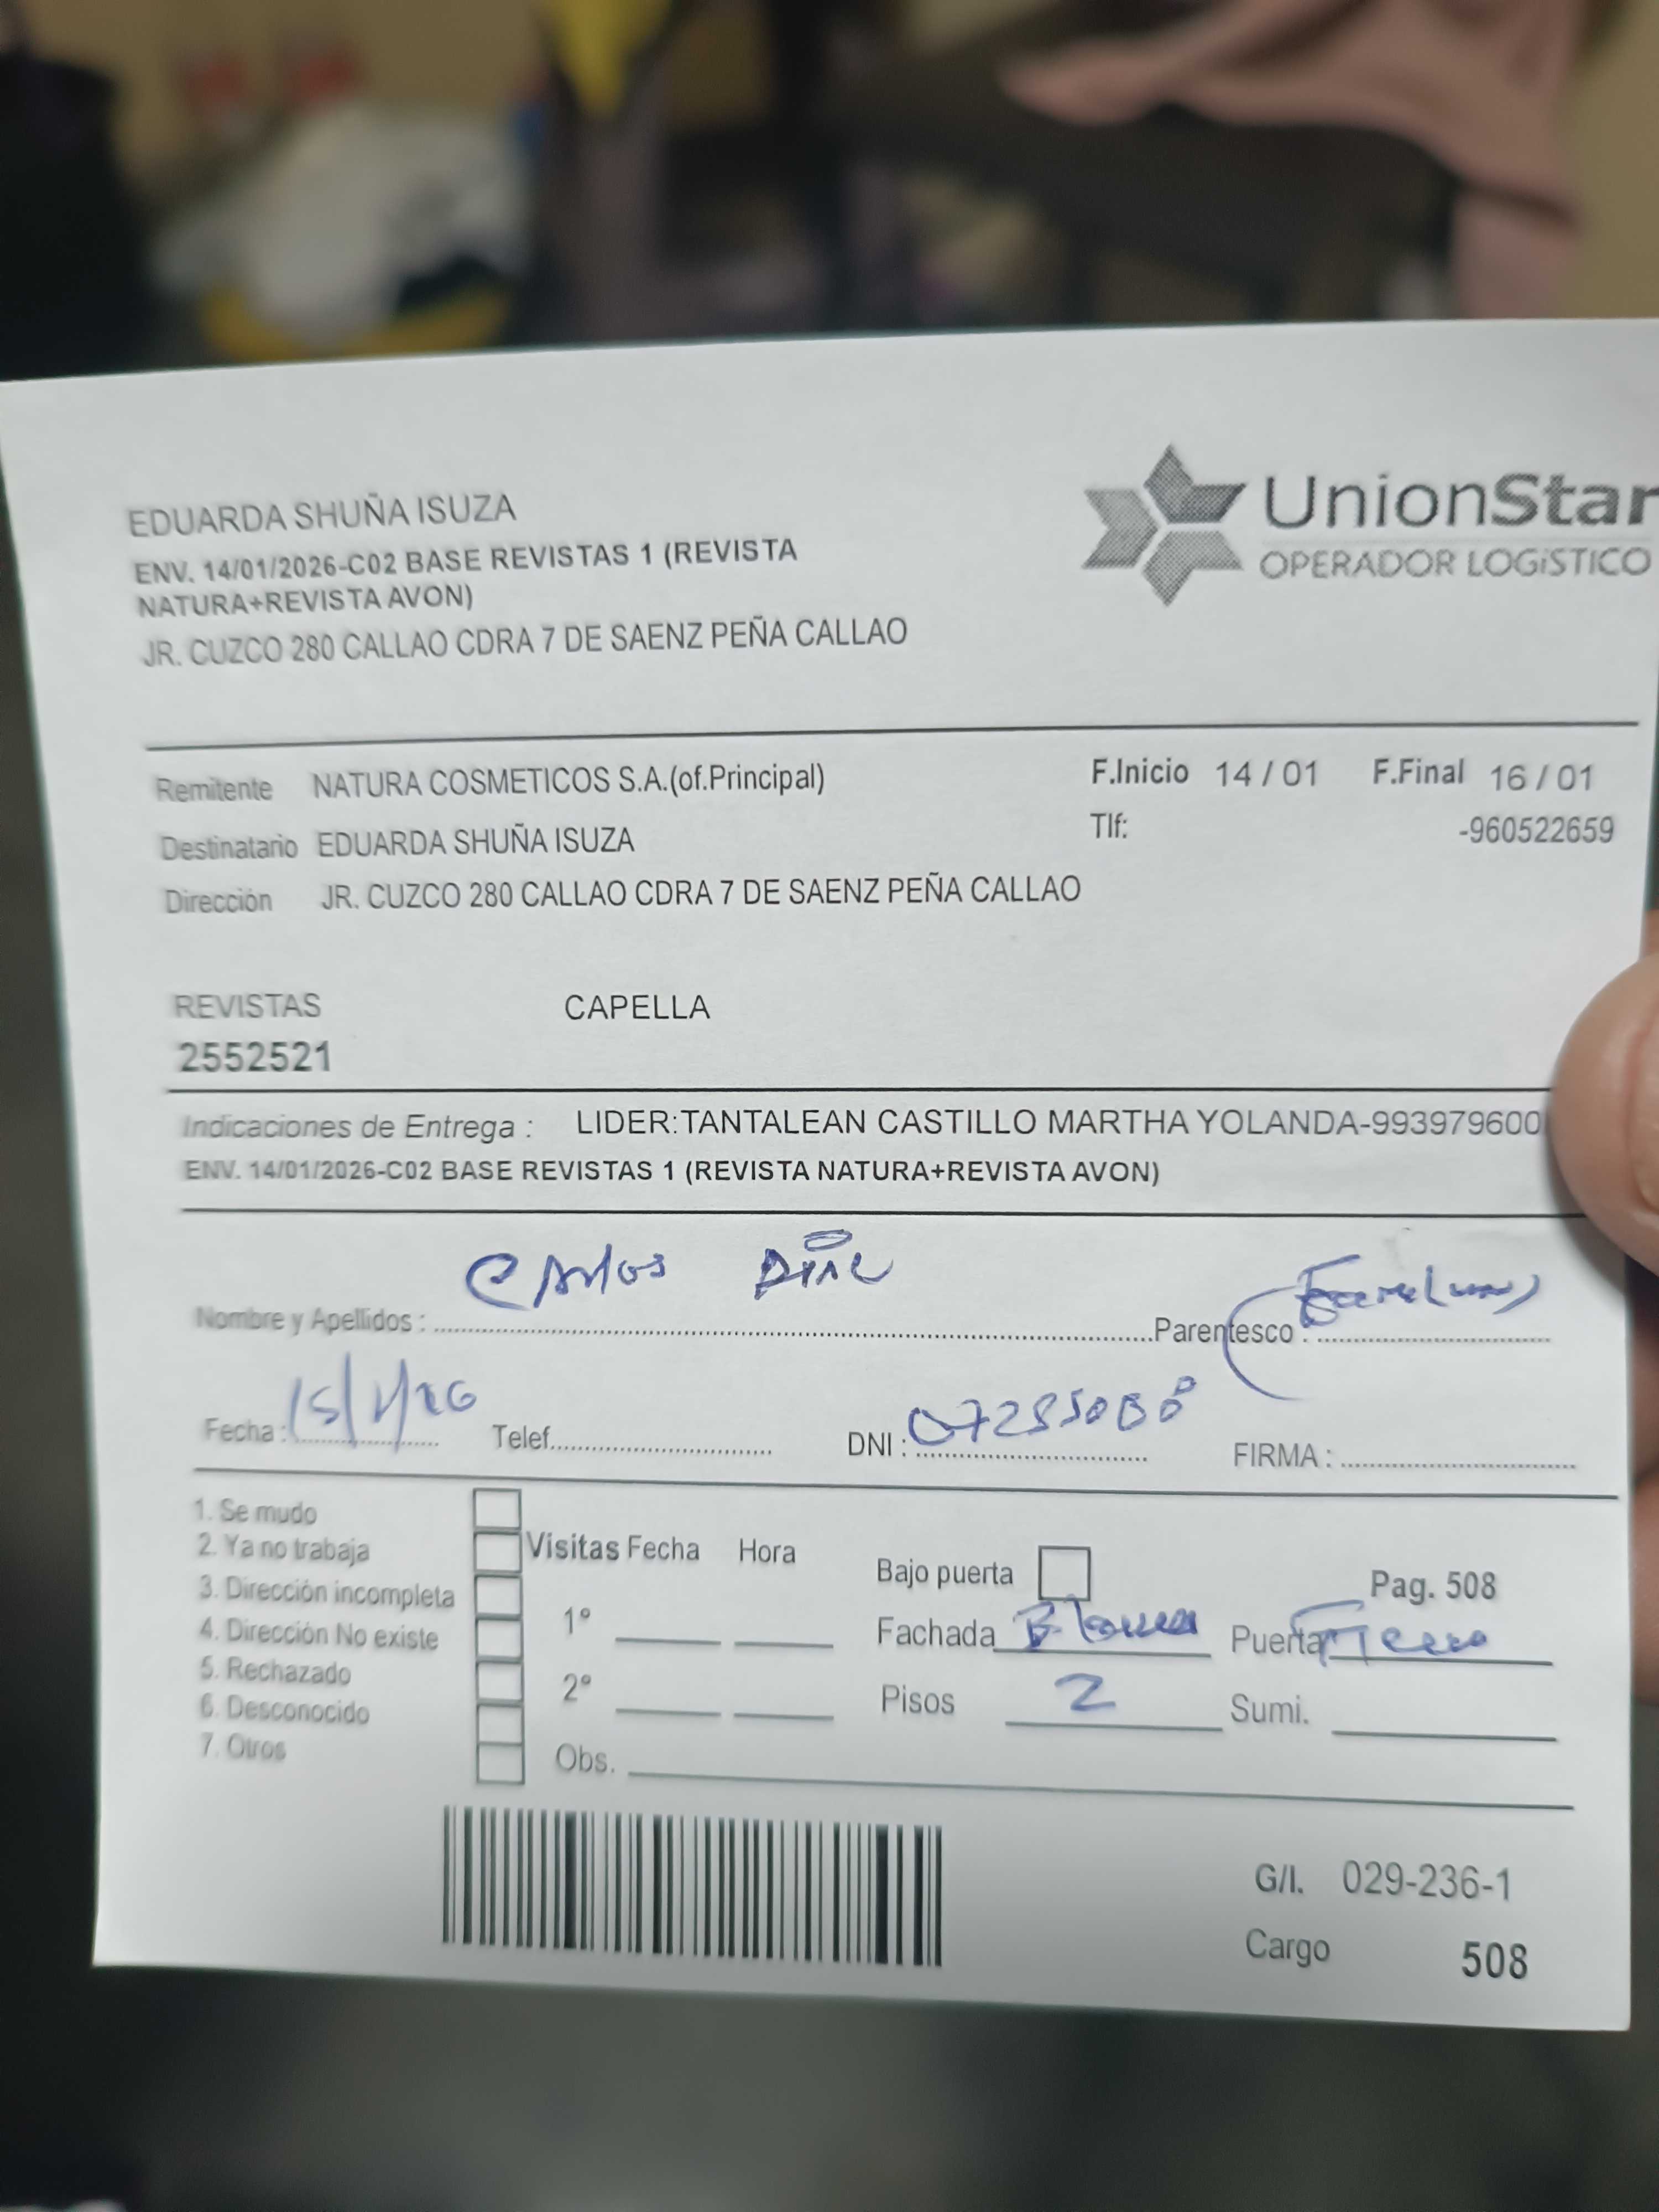 EDUARDA SHUÑA ISUZA
ENV. 14/01/2026-C02 BASE REVISTAS 1 (REVISTA
NATURA+REVISTA AVON)
JR. CUZCO 280 CALLAO CDRA 7 DE SAENZ PEÑA CALLAO
UnionStar
OPERADOR LOGíSTICO
Remitente NATURA COSMETICOS S.A.(of.Principal) F.Inicio 14 / 01 F.Final 16 / 01
Destinatario EDUARDA SHUÑA ISUZA Tlf: -960522659
Dirección JR. CUZCO 280 CALLAO CDRA 7 DE SAENZ PEÑA CALLAO
REVISTAS CAPELLA
2552521
Indicaciones de Entrega : LIDER:TANTALEAN CASTILLO MARTHA YOLANDA-993979600
ENV. 14/01/2026-C02 BASE REVISTAS 1 (REVISTA NATURA+REVISTA AVON)
Nombre y Apellidos : Carlos Parentesco :
Fecha : 15/1/26 Telef. DNI : FIRMA :
1. Se mudo
2. Ya no trabaja
3. Dirección incompleta
4. Dirección No existe
5. Rechazado
6. Desconocido
7. Otros
Visitas Fecha Hora
1º
2º
Obs.
Bajo puerta Pag. 508
Fachada Blanca Puerta Fierro
Pisos 2 Sumi.
G/I. 029-236-1
Cargo 508